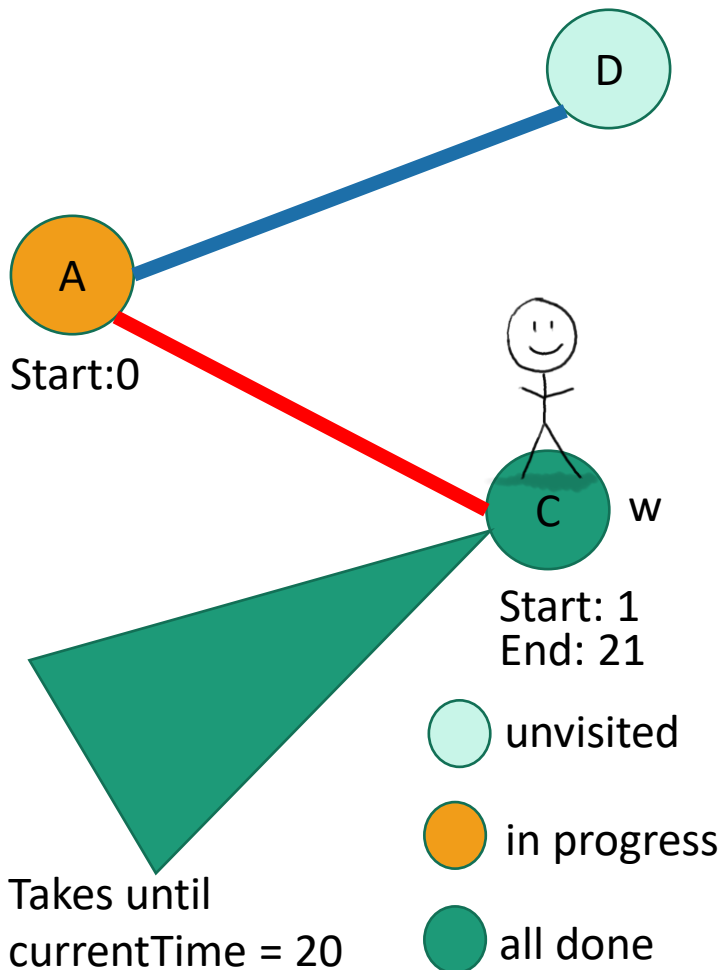 D
A
Start:0
C
w
Start: 1
End: 21
unvisited
in progress
Takes until
currentTime = 20
all done